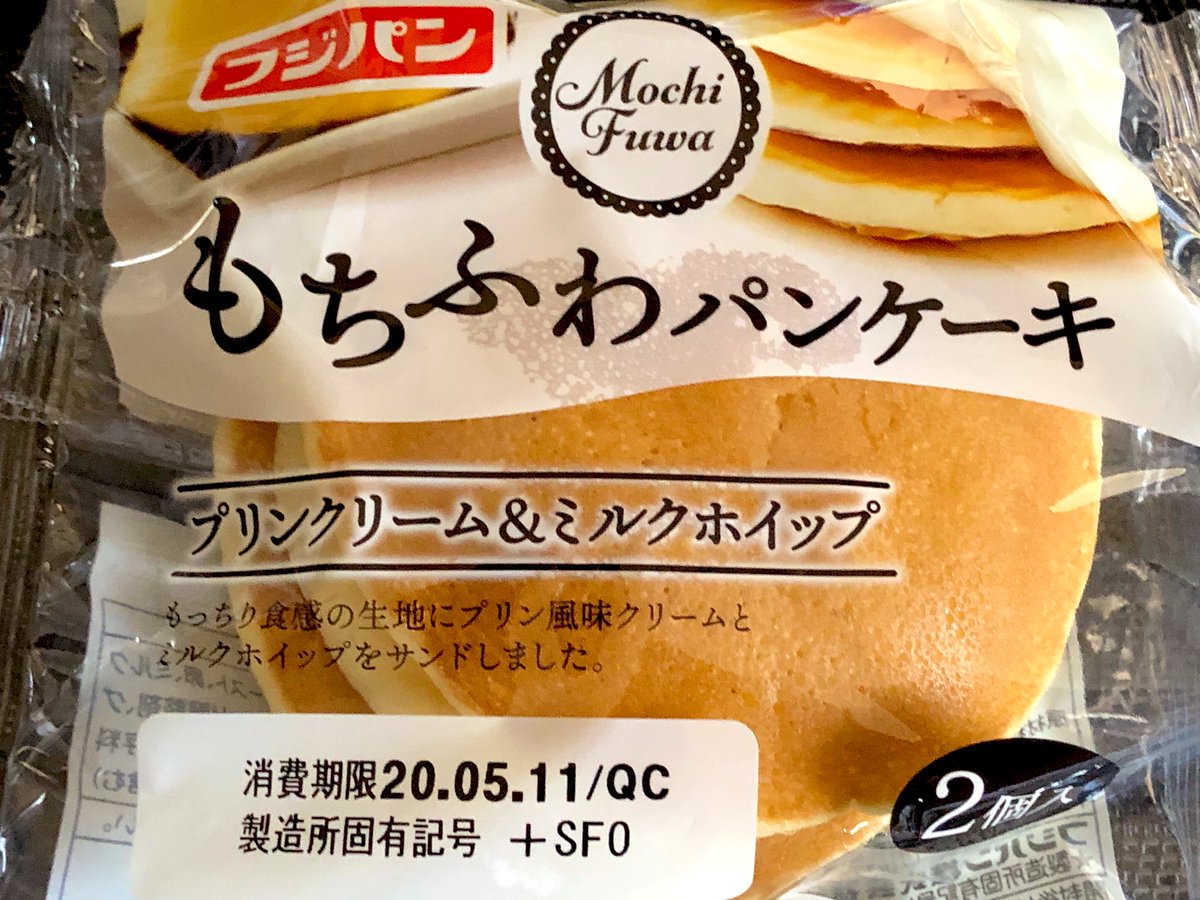 フジパン
Mochi
Fuwa
もちふわパンケーキ
プリンクリーム&ミルクホイップ
もっちり食感の生地にプリン風味クリームと
ミルクホイップをサンドしました。
消費期限20.05.11/QC
製造所固有記号 +SF0
2個入